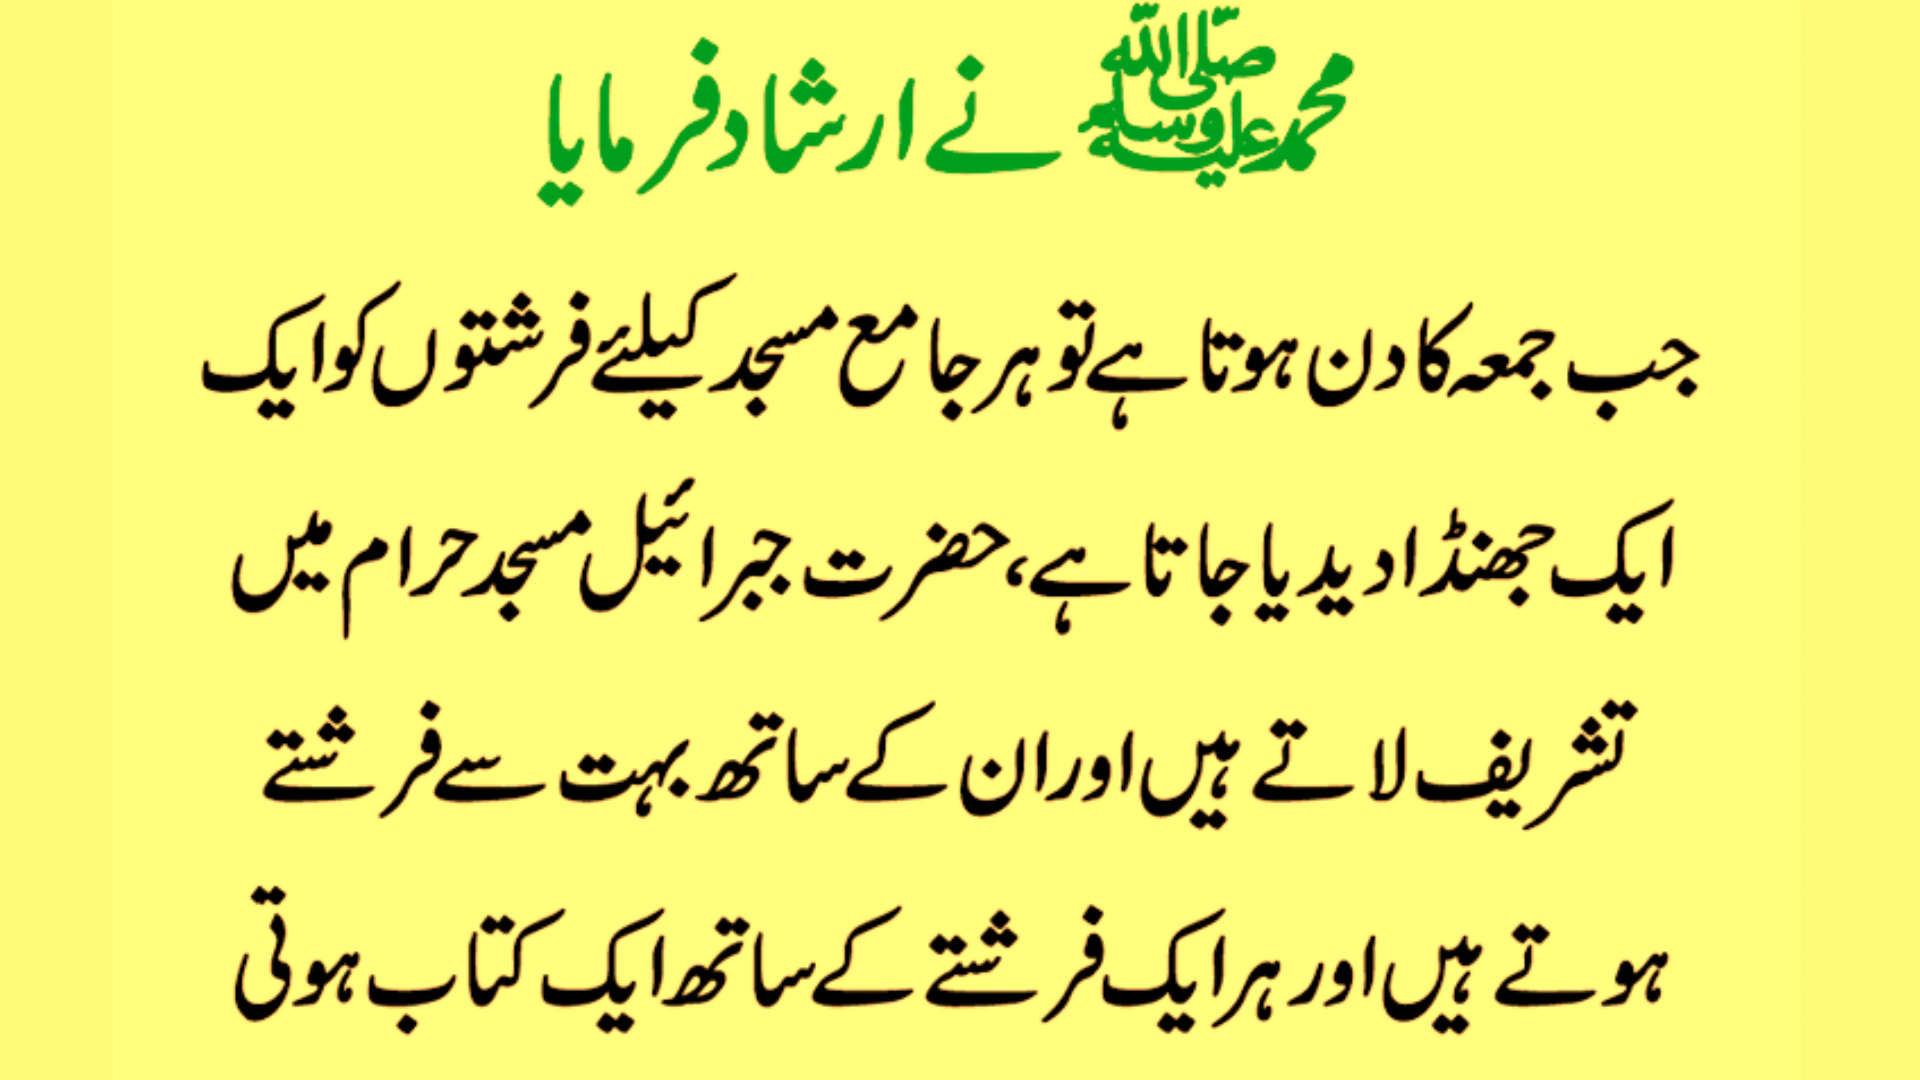 محمد صلی اللہ علیہ وسلم نے ارشاد فرمایا
جب جمعہ کا دن ہوتا ہے تو ہر جامع مسجد کیلئے فرشتوں کو ایک
ایک جھنڈا دیدیا جاتا ہے، حضرت جبرائیل مسجد حرام میں
تشریف لاتے ہیں اور ان کے ساتھ بہت سے فرشتے
ہوتے ہیں اور ہر ایک فرشتے کے ساتھ ایک کتاب ہوتی